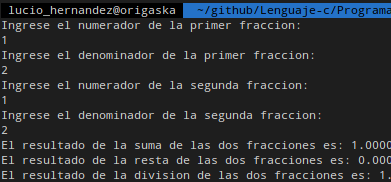 lucio_hernandez@origaska ~/github/Lenguaje-c/Programa
Ingrese el numerador de la primer fraccion:
1
Ingrese el denominador de la primer fraccion:
2
Ingrese el numerador de la segunda fraccion:
1
Ingrese el denominador de la segunda fraccion:
2
El resultado de la suma de las dos fracciones es: 1.0000
El resultado de la resta de las dos fracciones es: 0.000
El resultado de la division de las dos fracciones es: 1.